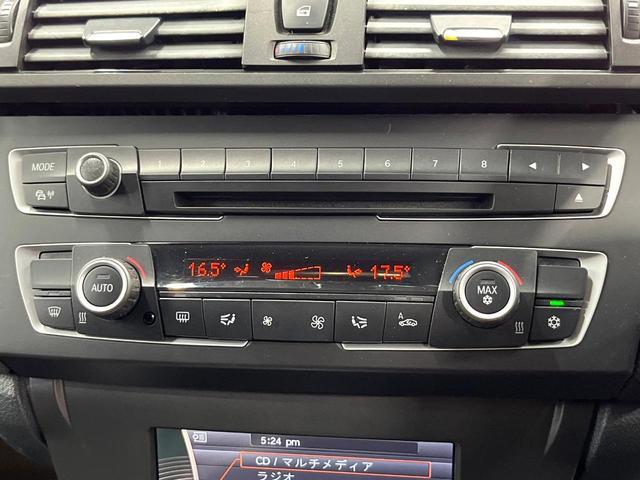 MODE 1 2 3 4 5 6 7 8
16.5° 17.5°
AUTO MAX
A
5:24 pm
CD / マルチメディア
ラジオ